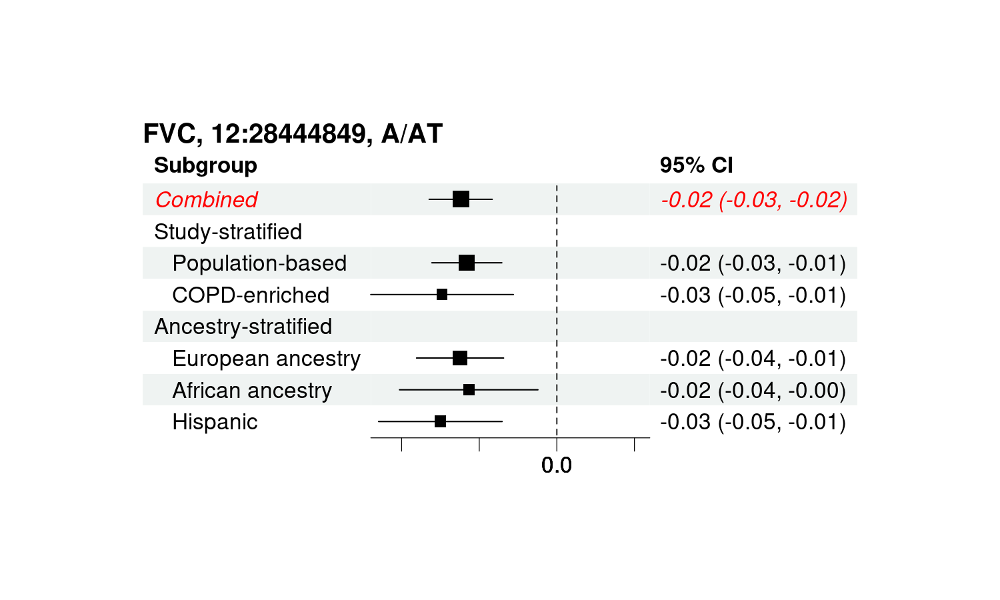 FVC, 12:28444849, A/AT
Subgroup 95% CI
Combined -0.02 (-0.03, -0.02)
Study-stratified
Population-based -0.02 (-0.03, -0.01)
COPD-enriched -0.03 (-0.05, -0.01)
Ancestry-stratified
European ancestry -0.02 (-0.04, -0.01)
African ancestry -0.02 (-0.04, -0.00)
Hispanic -0.03 (-0.05, -0.01)
0.0